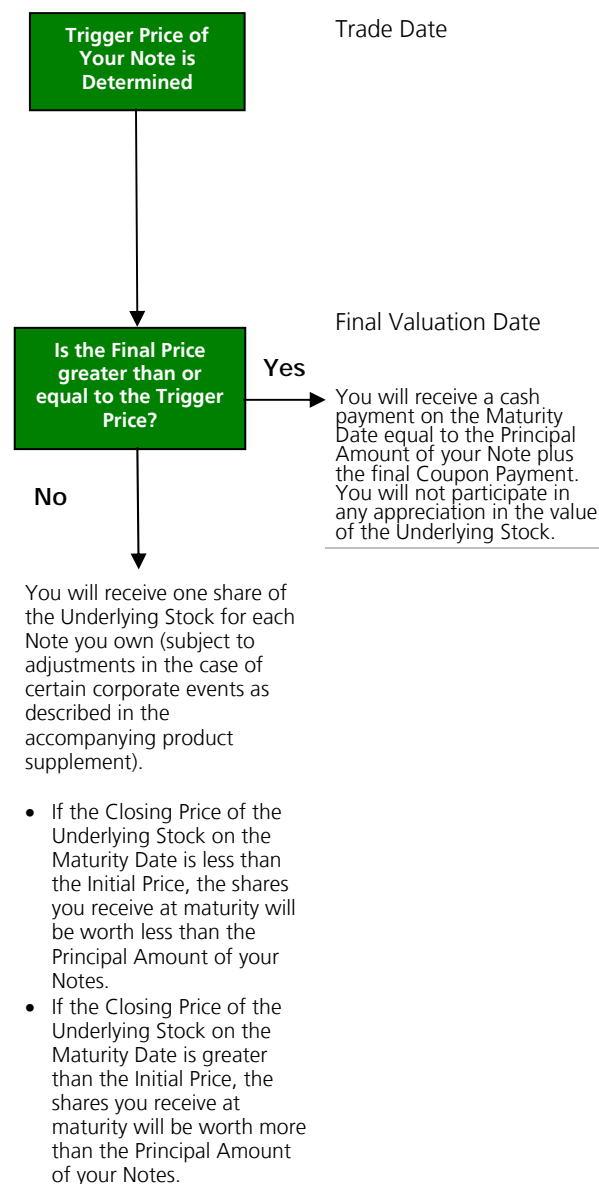 Trigger Price of
Your Note is
Determined
Trade Date
Is the Final Price
greater than or
equal to the Trigger
Price?
Final Valuation Date
Yes
You will receive a cash
payment on the Maturity
Date equal to the Principal
Amount of your Note plus
the final Coupon Payment.
You will not participate in
any appreciation in the value
of the Underlying Stock.
No
You will receive one share of
the Underlying Stock for each
Note you own (subject to
adjustments in the case of
certain corporate events as
described in the
accompanying product
supplement).
• If the Closing Price of the
Underlying Stock on the
Maturity Date is less than
the Initial Price, the shares
you receive at maturity will
be worth less than the
Principal Amount of your
Notes.
• If the Closing Price of the
Underlying Stock on the
Maturity Date is greater
than the Initial Price, the
shares you receive at
maturity will be worth more
than the Principal Amount
of your Notes.